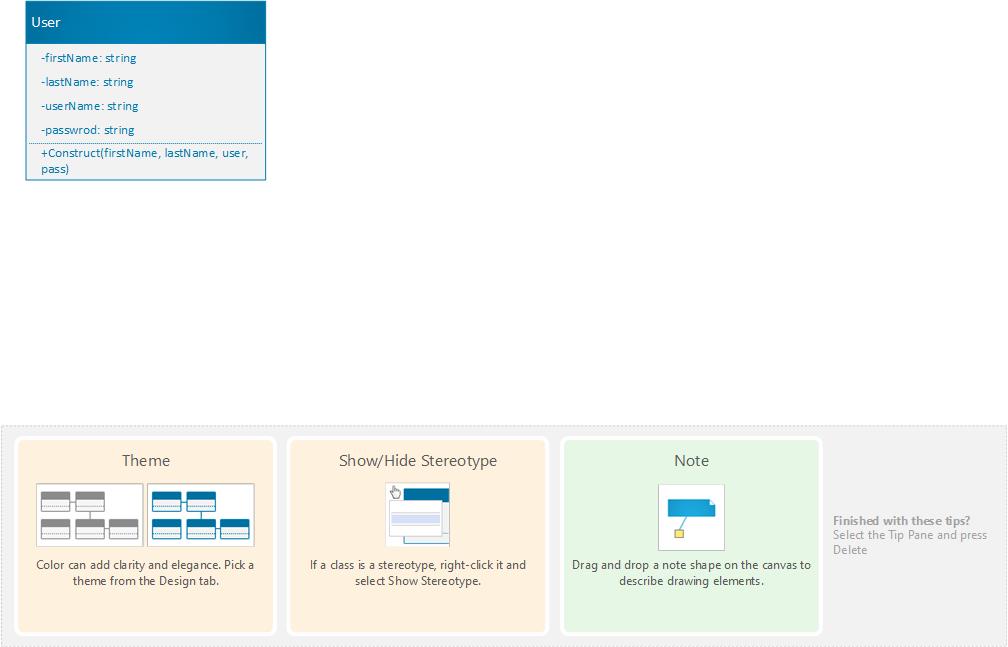 User
-firstName: string
-lastName: string
-userName: string
-passwrod: string
+Construct(firstName, lastName, user,
pass)
Theme
Color can add clarity and elegance. Pick a
theme from the Design tab.
Show/Hide Stereotype
If a class is a stereotype, right-click it and
select Show Stereotype.
Note
Drag and drop a note shape on the canvas to
describe drawing elements.
Finished with these tips?
Select the Tip Pane and press
Delete